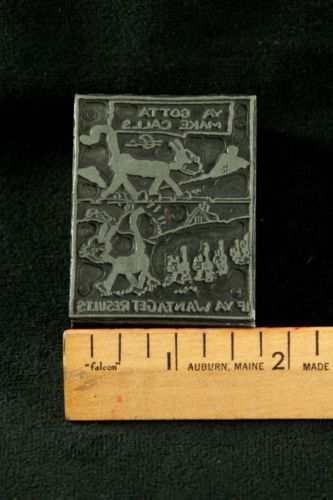 YA GOTTA
MAKE CALLS
IF YA WANTA GET RESULTS
1 2
"falcon" AUBURN, MAINE MADE